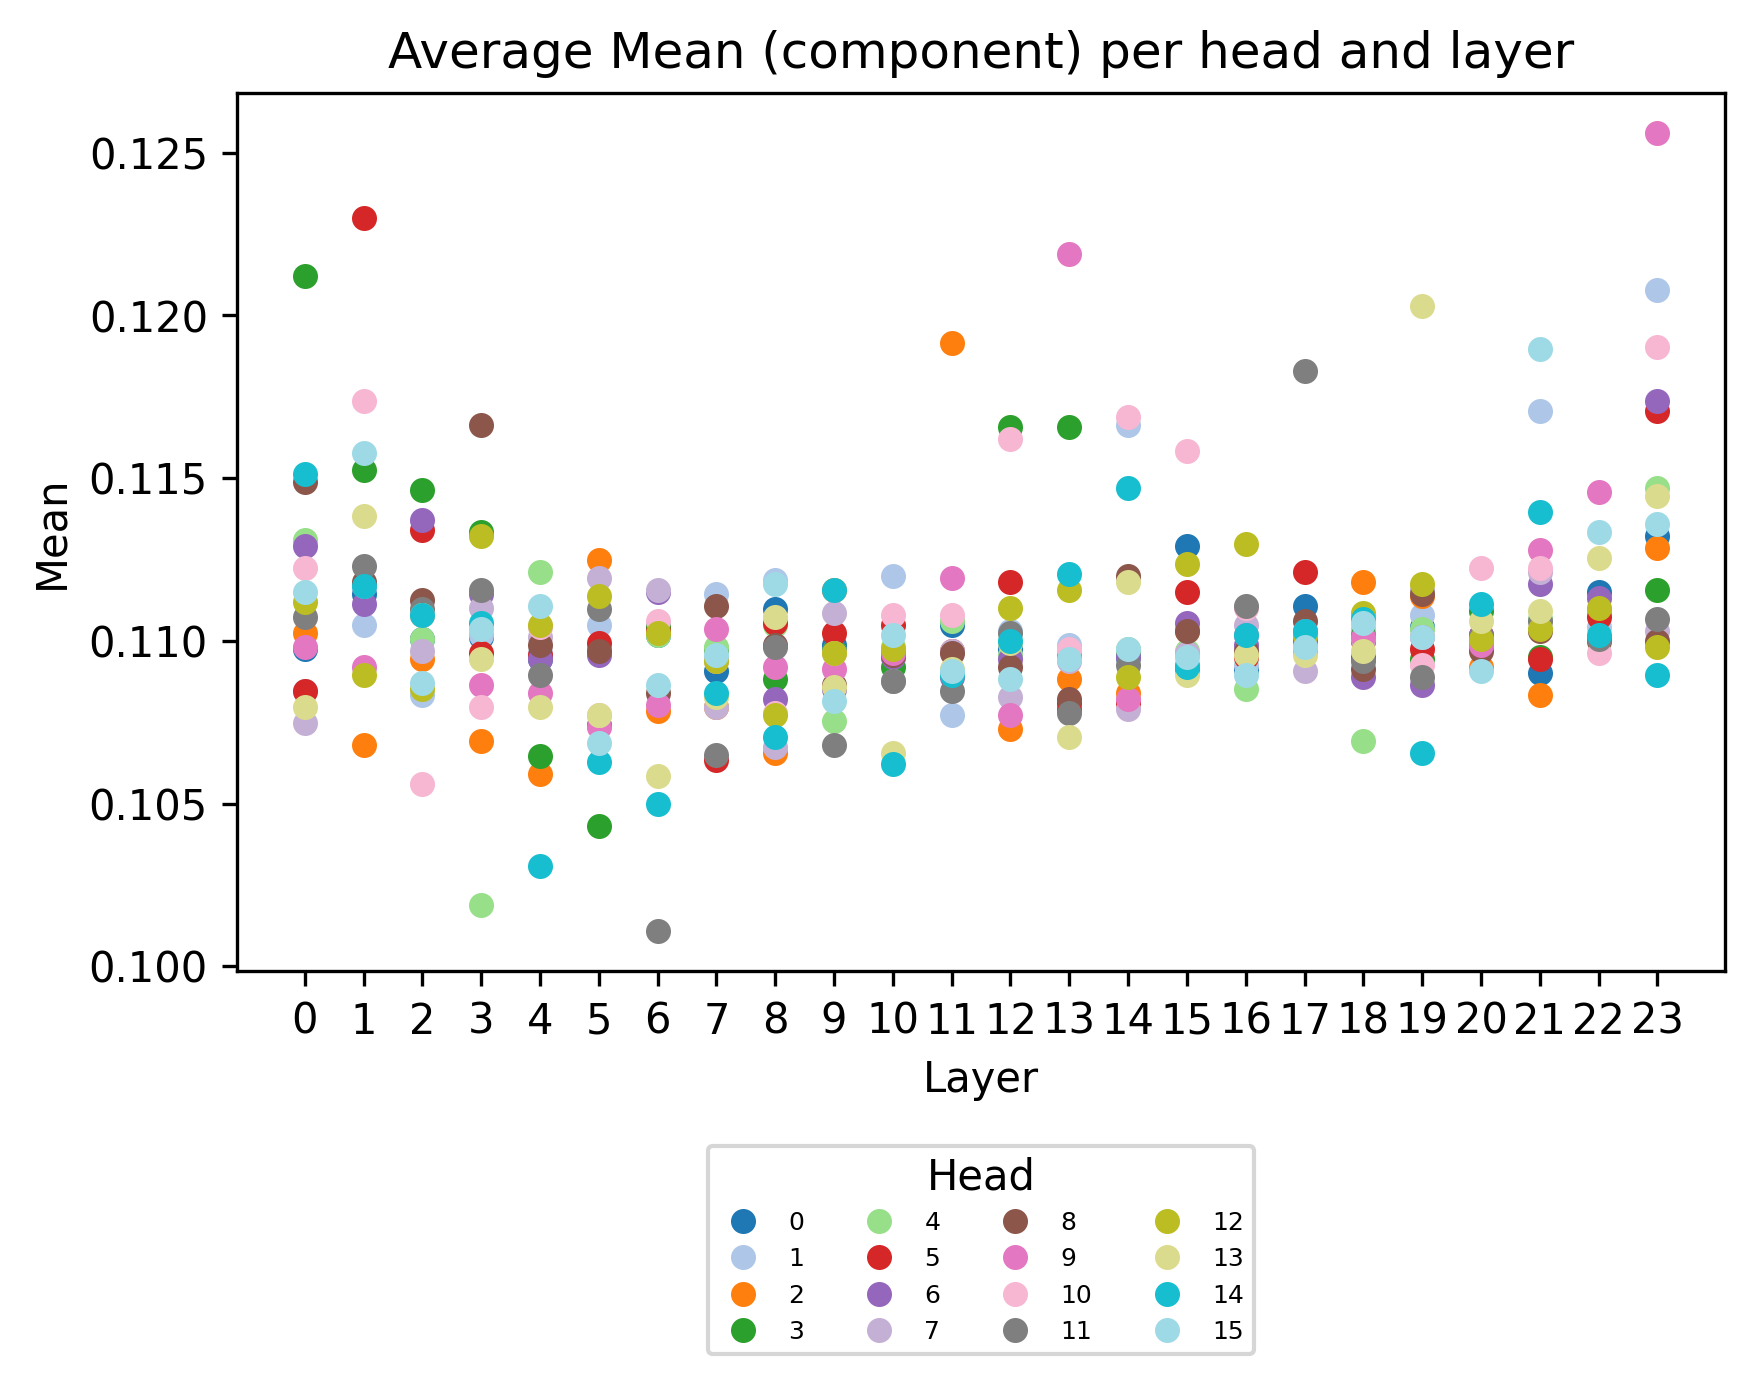 Average Mean (component) per head and layer
Mean
0.125
0.120
0.115
0.110
0.105
0.100
0 1 2 3 4 5 6 7 8 9 10 11 12 13 14 15 16 17 18 19 20 21 22 23
Layer
Head
0 4 8 12
1 5 9 13
2 6 10 14
3 7 11 15